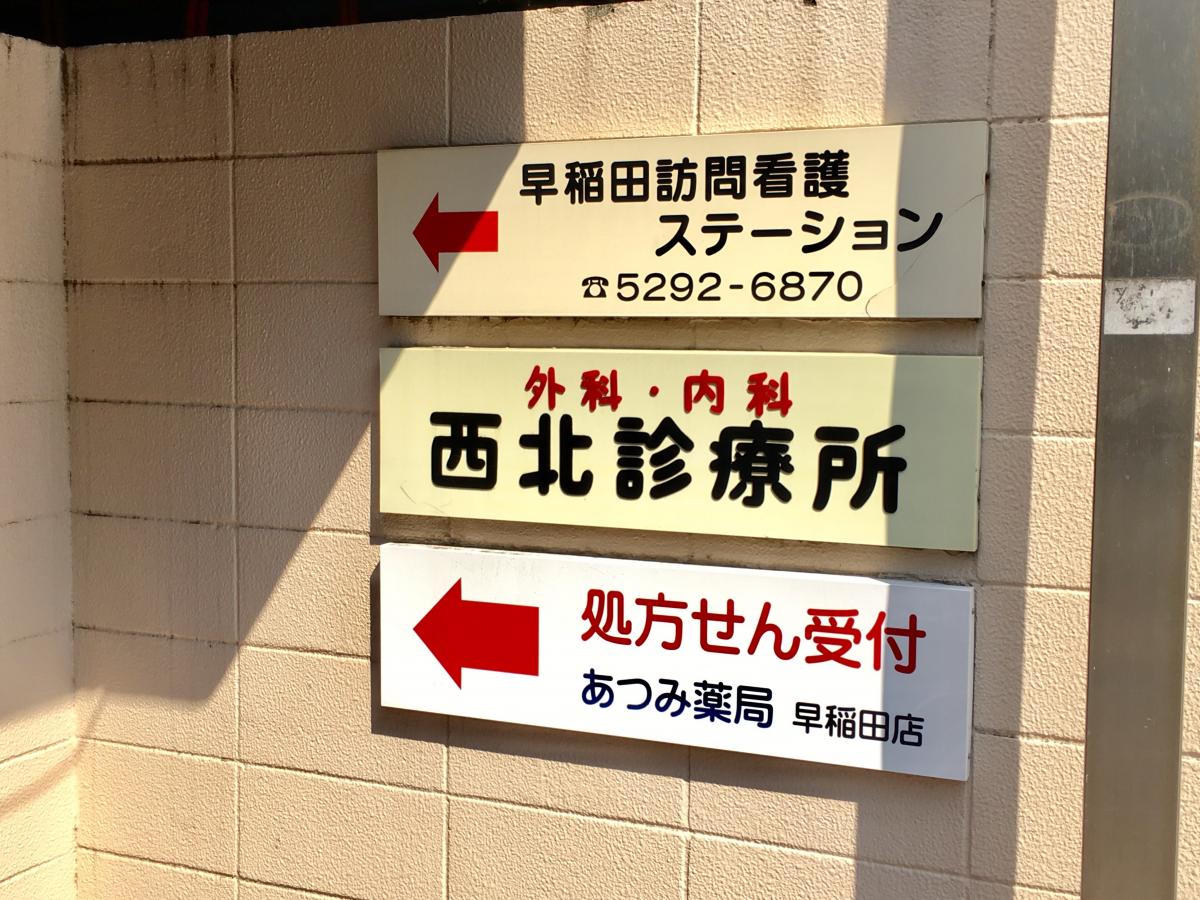 早稲田訪問看護
ステーション
☎5292-6870
外科・内科
西北診療所
処方せん受付
あつみ薬局 早稲田店